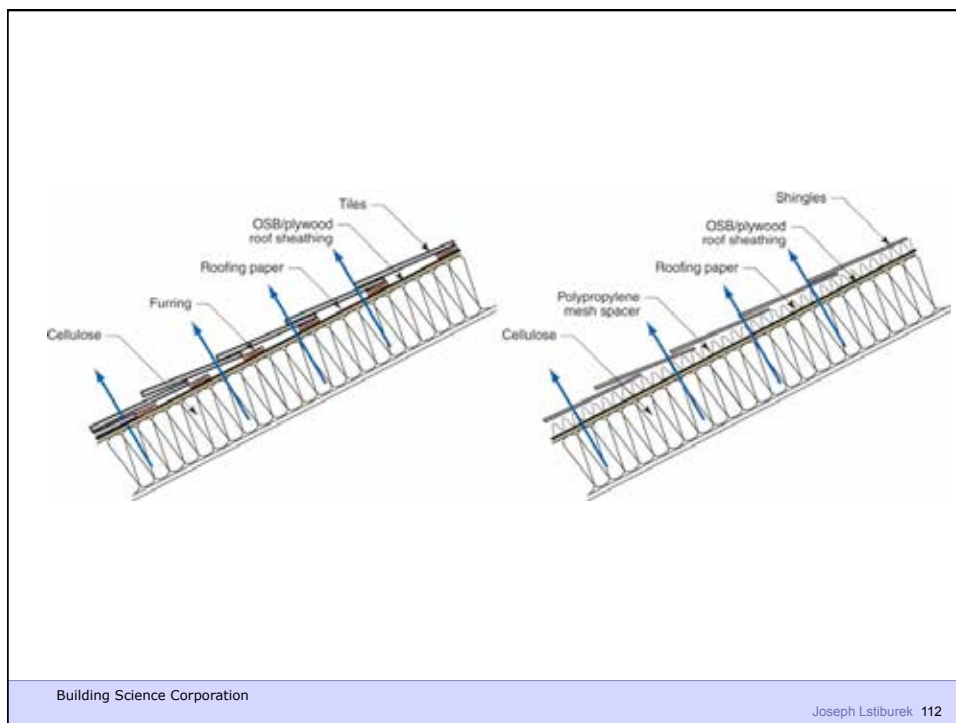 Tiles
OSB/plywood
roof sheathing
Roofing paper
Furring
Cellulose
Shingles
OSB/plywood
roof sheathing
Roofing paper
Polypropylene
mesh spacer
Cellulose
Building Science Corporation
Joseph Lstiburek 112